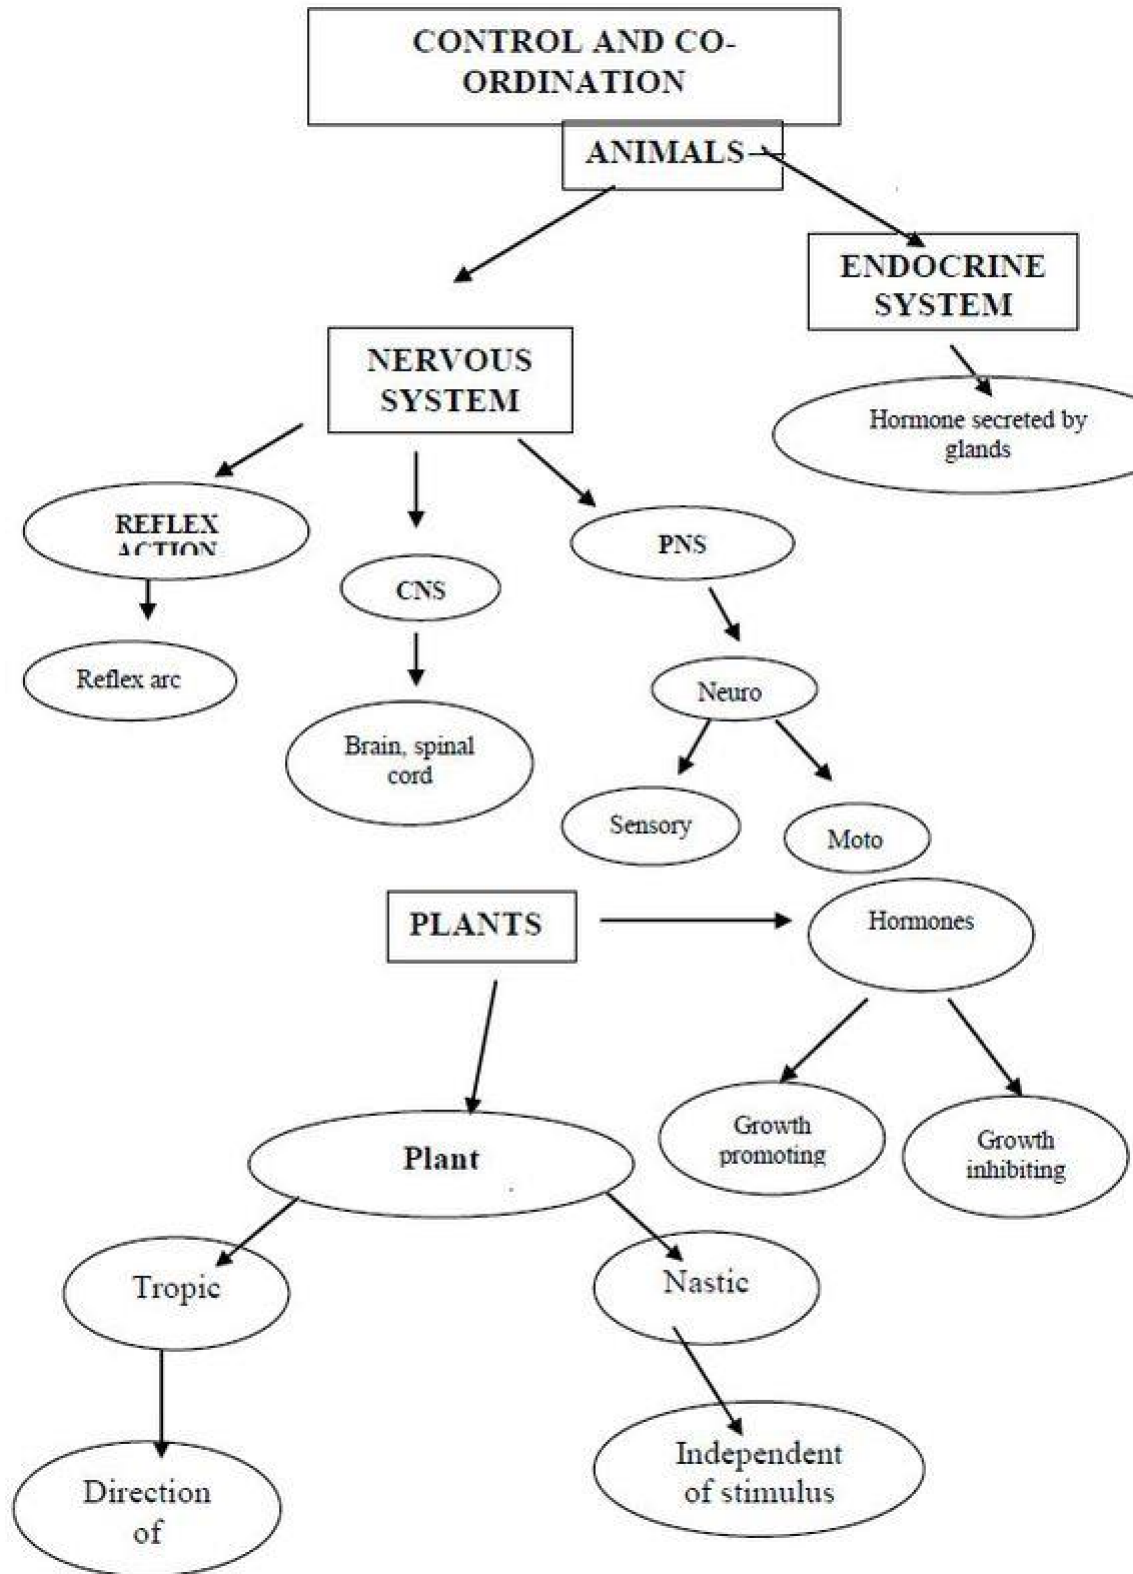 CONTROL AND CO-
ORDINATION
ANIMALS
ENDOCRINE
SYSTEM
NERVOUS
SYSTEM
Hormone secreted by
glands
REFLEX
ACTION
PNS
CNS
Reflex arc
Neuro
Brain, spinal
cord
Sensory
Moto
PLANTS
Hormones
Growth
promoting
Growth
inhibiting
Plant
Tropic
Nastic
Independent
of stimulus
Direction
of